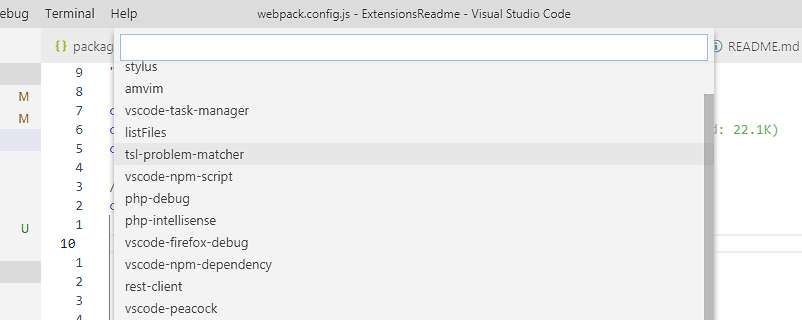 ebug Terminal Help webpack.config.js - ExtensionsReadme - Visual Studio Code
{} packag README.md
9
stylus
8 amvim
M
7 vscode-task-manager
M
6 listFiles d: 22.1K)
5 tsl-problem-matcher
4 vscode-npm-script
3 / php-debug
2 php-intellisense
U 1
10 vscode-firefox-debug
1 vscode-npm-dependency
2 rest-client
3 vscode-peacock